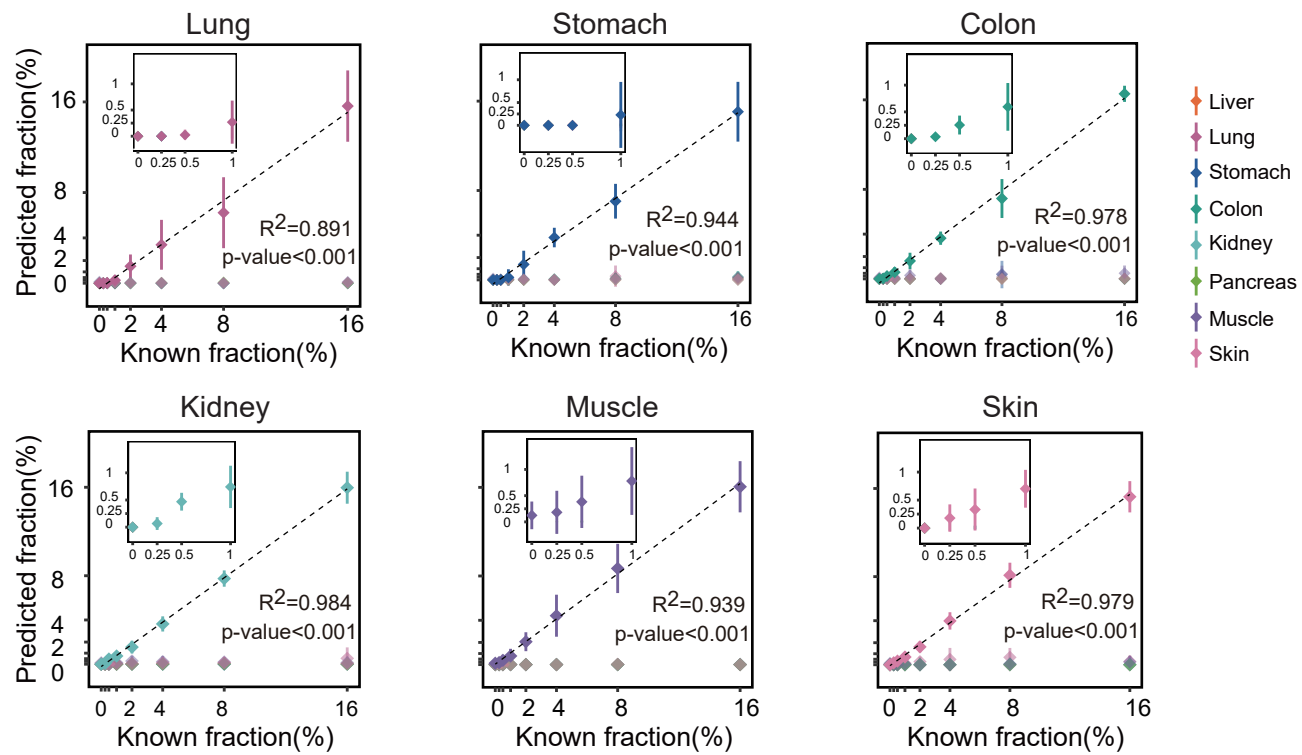 Lung
Stomach
Colon
Predicted fraction(%)
16
8
4
2
0
1
0.5
0.25
0
0 0.25 0.5 1
R2=0.891
p-value<0.001
0 2 4 8 16
Known fraction(%)
1
0.5
0.25
0
0 0.25 0.5 1
R2=0.944
p-value<0.001
0 2 4 8 16
Known fraction(%)
1
0.5
0.25
0
0 0.25 0.5 1
R2=0.978
p-value<0.001
0 2 4 8 16
Known fraction(%)
Liver
Lung
Stomach
Colon
Kidney
Pancreas
Muscle
Skin
Kidney
Muscle
Skin
Predicted fraction(%)
16
8
4
2
0
1
0.5
0.25
0
0 0.25 0.5 1
R2=0.984
p-value<0.001
0 2 4 8 16
Known fraction(%)
1
0.5
0.25
0
0 0.25 0.5 1
R2=0.939
p-value<0.001
0 2 4 8 16
Known fraction(%)
1
0.5
0.25
0
0 0.25 0.5 1
R2=0.979
p-value<0.001
0 2 4 8 16
Known fraction(%)